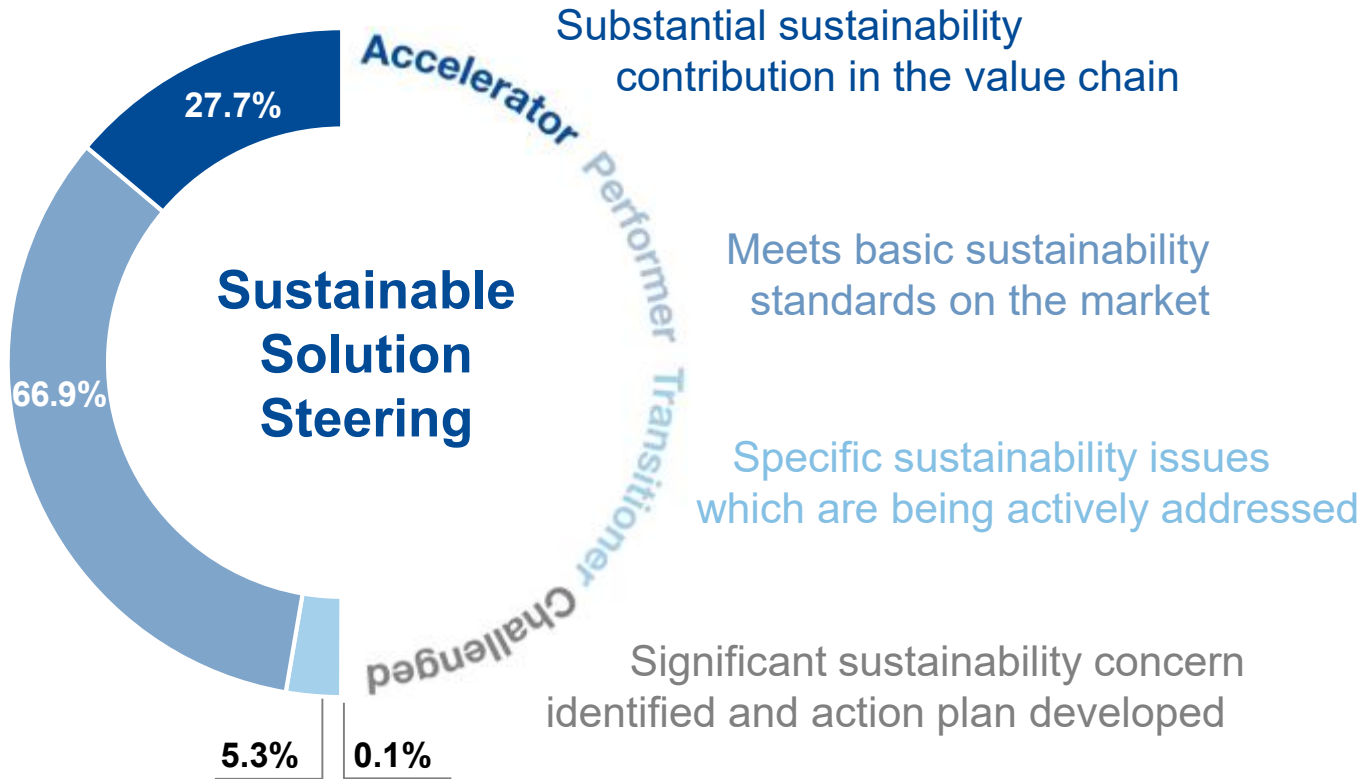 Substantial sustainability
contribution in the value chain
Accelerator
27.7%
Performer
Meets basic sustainability
standards on the market
Sustainable
Solution
Steering
66.9%
Transitioner
Specific sustainability issues
which are being actively addressed
Challenged
Significant sustainability concern
identified and action plan developed
5.3%
0.1%